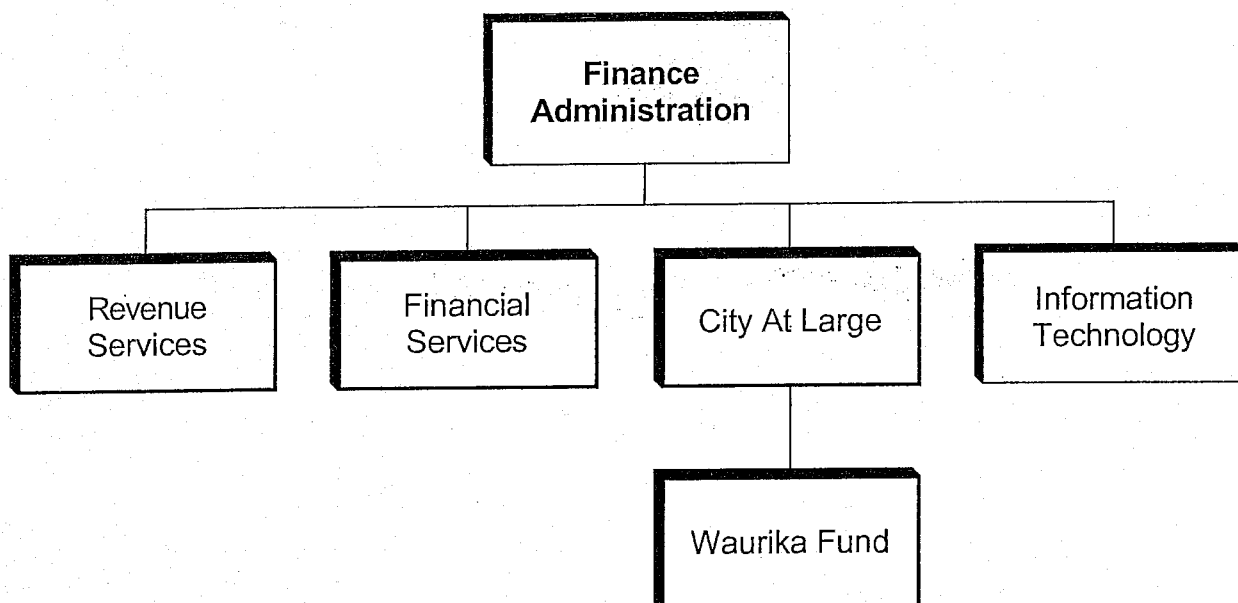 Finance
Administration
Revenue
Services
Financial
Services
City At Large
Information
Technology
Waurika Fund